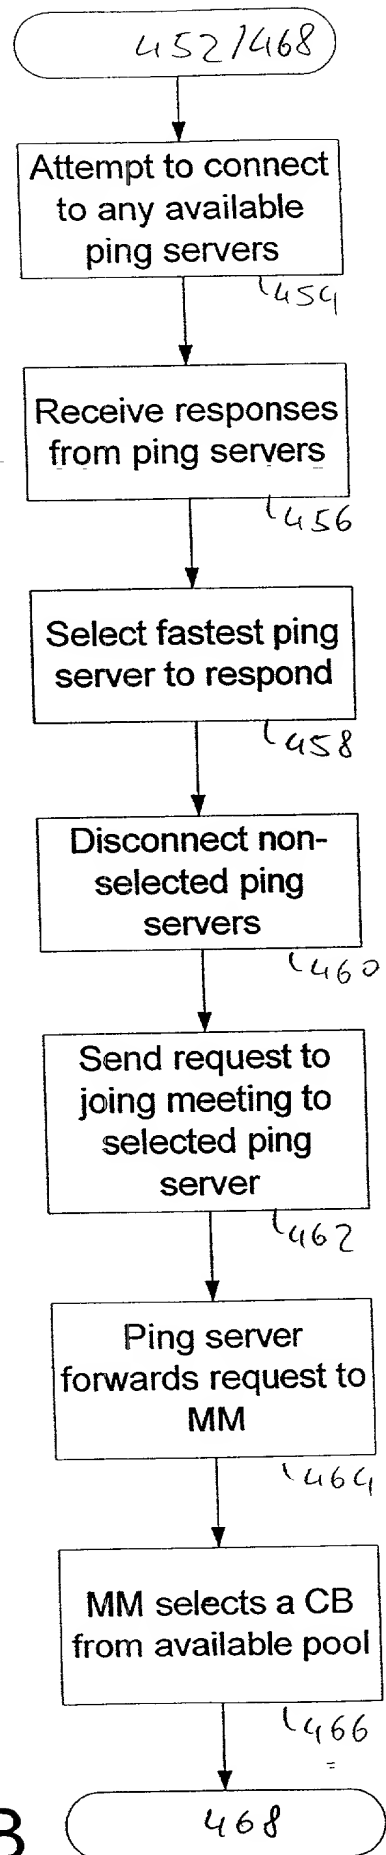 452/468
Attempt to connect
to any available
ping servers
454
Receive responses
from ping servers
456
Select fastest ping
server to respond
458
Disconnect non-
selected ping
servers
460
Send request to
joing meeting to
selected ping
server
462
Ping server
forwards request to
MM
464
MM selects a CB
from available pool
466
468
B